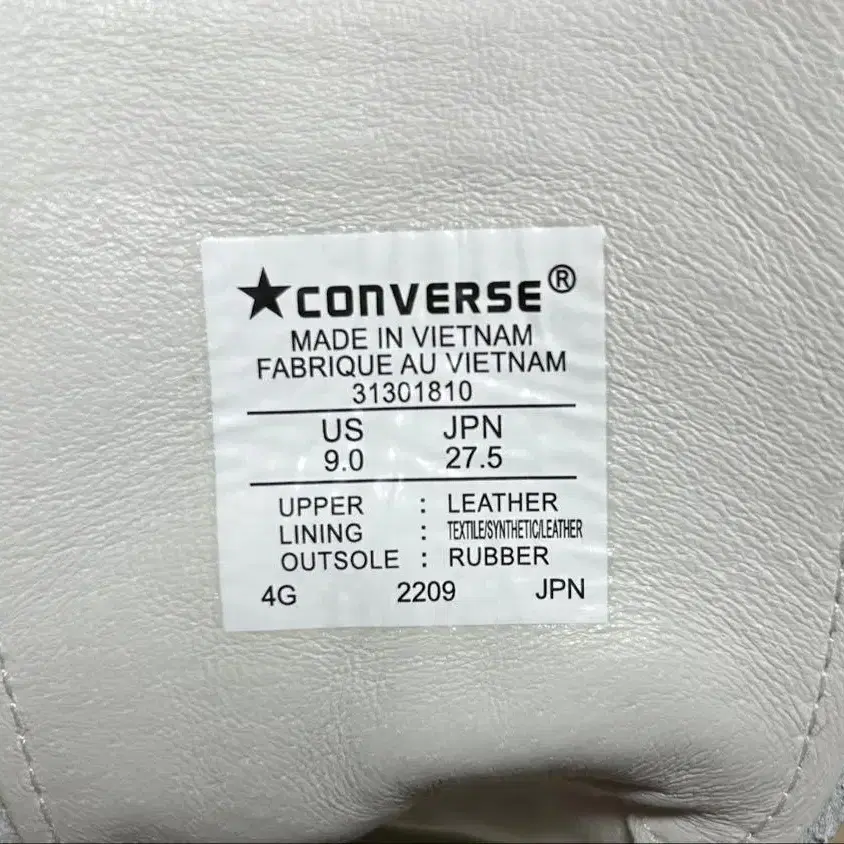 ★CONVERSE®
MADE IN VIETNAM
FABRIQUE AU VIETNAM
31301810
US JPN
9.0 27.5
UPPER : LEATHER
LINING : TEXTILE/SYNTHETIC/LEATHER
OUTSOLE : RUBBER
4G 2209 JPN